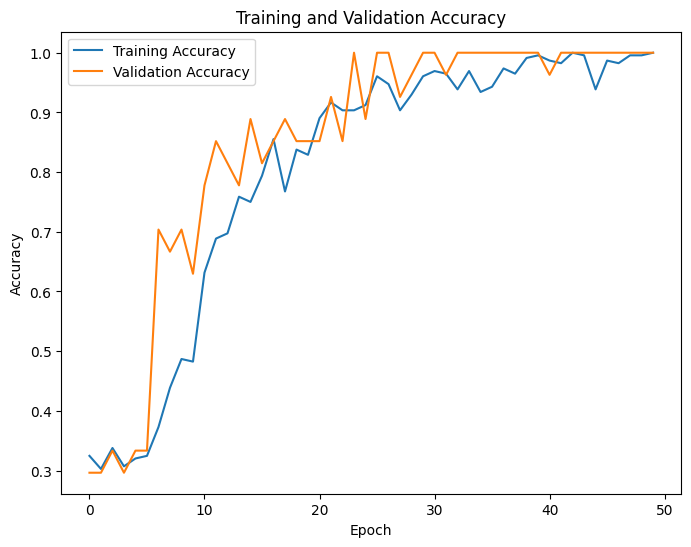 Training and Validation Accuracy
Training Accuracy
Validation Accuracy
1.0
0.9
0.8
0.7
0.6
0.5
0.4
0.3
Accuracy
0 10 20 30 40 50
Epoch